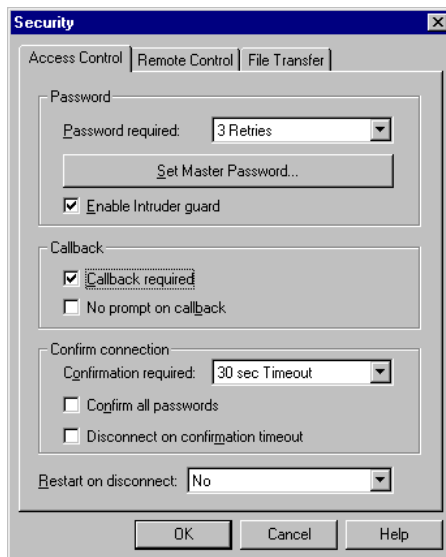 Security
Access Control Remote Control File Transfer
Password
Password required: 3 Retries
Set Master Password...
Enable Intruder guard
Callback
Callback required
No prompt on callback
Confirm connection
Confirmation required: 30 sec Timeout
Confirm all passwords
Disconnect on confirmation timeout
Restart on disconnect: No
OK Cancel Help